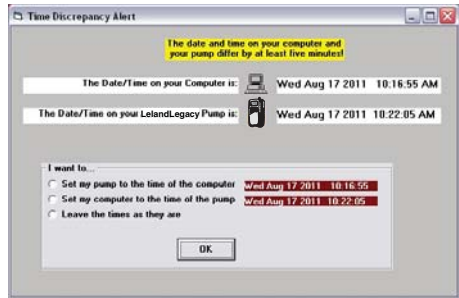 Time Discrepancy Alert
The date and time on your computer and
your pump differ by at least five minutes!
The Date/Time on your Computer is: Wed Aug 17 2011 10:16:55 AM
The Date/Time on your LelandLegacy Pump is: Wed Aug 17 2011 10:22:05 AM
I want to...
Set my pump to the time of the computer Wed Aug 17 2011 10:16:55
Set my computer to the time of the pump Wed Aug 17 2011 10:22:05
Leave the times as they are
OK